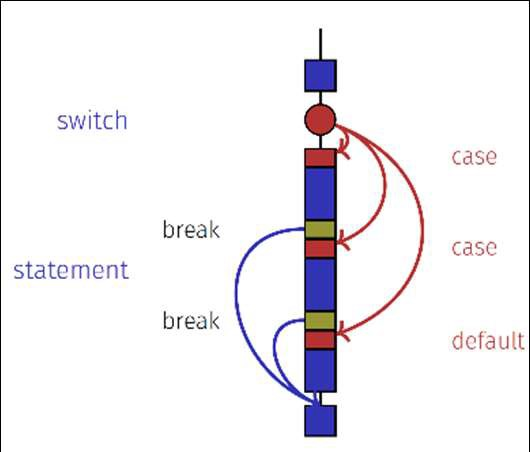 switch
case
break
case
statement
break
default